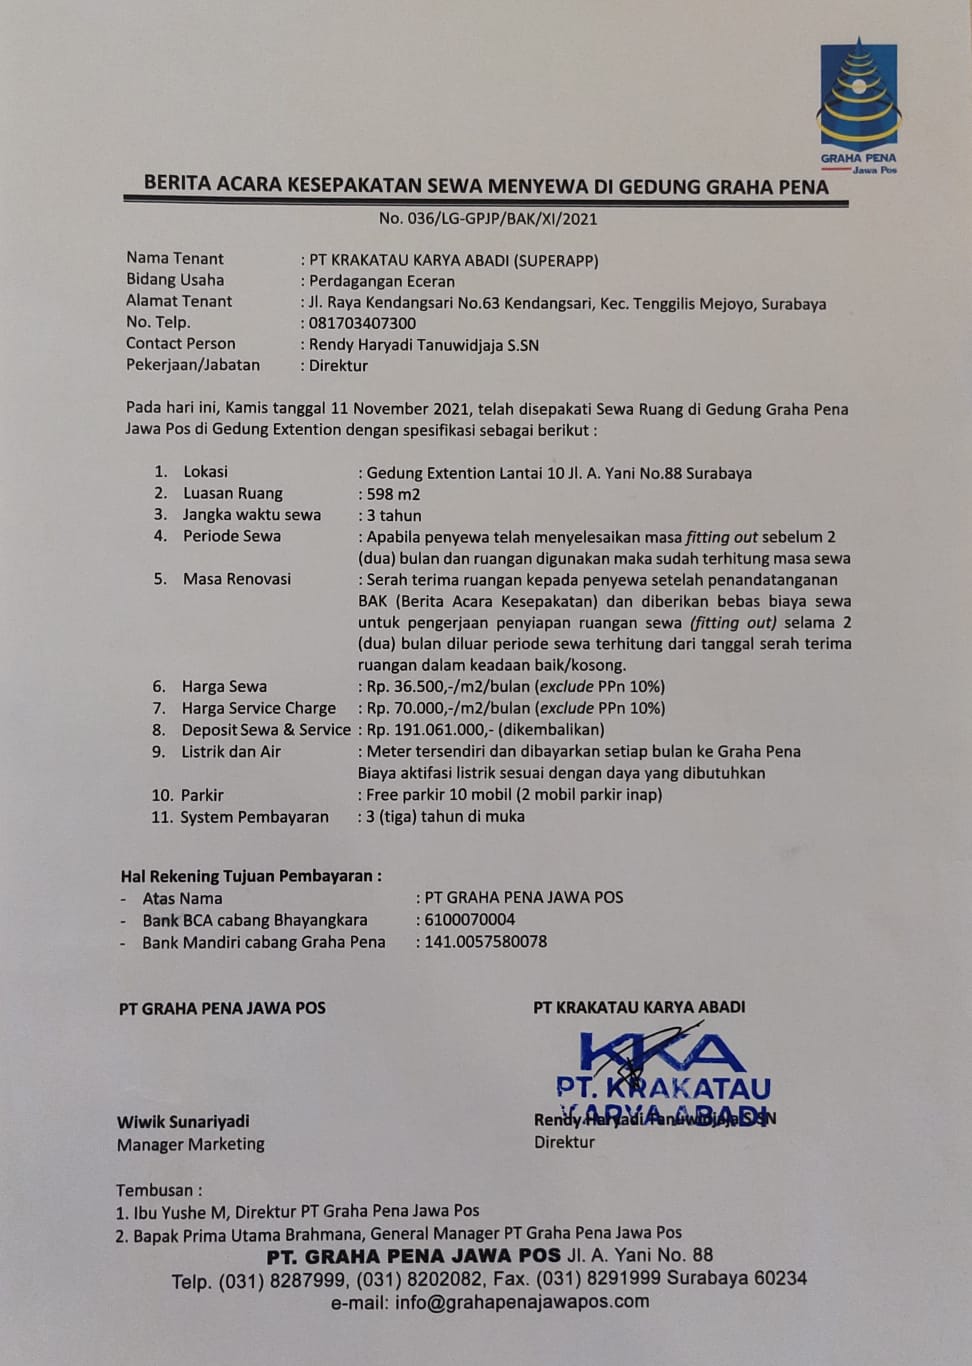 GRAHA PENA
Jawa Pos
BERITA ACARA KESEPAKATAN SEWA MENYEWA DI GEDUNG GRAHA PENA
No. 036/LG-GPJP/BAK/XI/2021
Nama Tenant : PT KRAKATAU KARYA ABADI (SUPERAPP)
Bidang Usaha : Perdagangan Eceran
Alamat Tenant : Jl. Raya Kendangsari No.63 Kendangsari, Kec. Tenggilis Mejoyo, Surabaya
No. Telp. : 081703407300
Contact Person : Rendy Haryadi Tanuwidjaja S.SN
Pekerjaan/Jabatan : Direktur
Pada hari ini, Kamis tanggal 11 November 2021, telah disepakati Sewa Ruang di Gedung Graha Pena
Jawa Pos di Gedung Extention dengan spesifikasi sebagai berikut :
1. Lokasi : Gedung Extention Lantai 10 Jl. A. Yani No.88 Surabaya
2. Luasan Ruang : 598 m2
3. Jangka waktu sewa : 3 tahun
4. Periode Sewa : Apabila penyewa telah menyelesaikan masa fitting out sebelum 2
(dua) bulan dan ruangan digunakan maka sudah terhitung masa sewa
5. Masa Renovasi : Serah terima ruangan kepada penyewa setelah penandatanganan
BAK (Berita Acara Kesepakatan) dan diberikan bebas biaya sewa
untuk pengerjaan penyiapan ruangan sewa (fitting out) selama 2
(dua) bulan diluar periode sewa terhitung dari tanggal serah terima
ruangan dalam keadaan baik/kosong.
6. Harga Sewa : Rp. 36.500,-/m2/bulan (exclude PPn 10%)
7. Harga Service Charge : Rp. 70.000,-/m2/bulan (exclude PPn 10%)
8. Deposit Sewa & Service : Rp. 191.061.000,- (dikembalikan)
9. Listrik dan Air : Meter tersendiri dan dibayarkan setiap bulan ke Graha Pena
Biaya aktifasi listrik sesuai dengan daya yang dibutuhkan
10. Parkir : Free parkir 10 mobil (2 mobil parkir inap)
11. System Pembayaran : 3 (tiga) tahun di muka
Hal Rekening Tujuan Pembayaran :
- Atas Nama : PT GRAHA PENA JAWA POS
- Bank BCA cabang Bhayangkara : 6100070004
- Bank Mandiri cabang Graha Pena : 141.0057580078
PT GRAHA PENA JAWA POS PT KRAKATAU KARYA ABADI
KKA
PT. KRAKATAU
KARYA ABADI
Wiwik Sunariyadi Rendy Haryadi Tanuwidjaja S.SN
Manager Marketing Direktur
Tembusan :
1. Ibu Yushe M, Direktur PT Graha Pena Jawa Pos
2. Bapak Prima Utama Brahmana, General Manager PT Graha Pena Jawa Pos
PT. GRAHA PENA JAWA POS Jl. A. Yani No. 88
Telp. (031) 8287999, (031) 8202082, Fax. (031) 8291999 Surabaya 60234
e-mail: info@grahapenajawapos.com